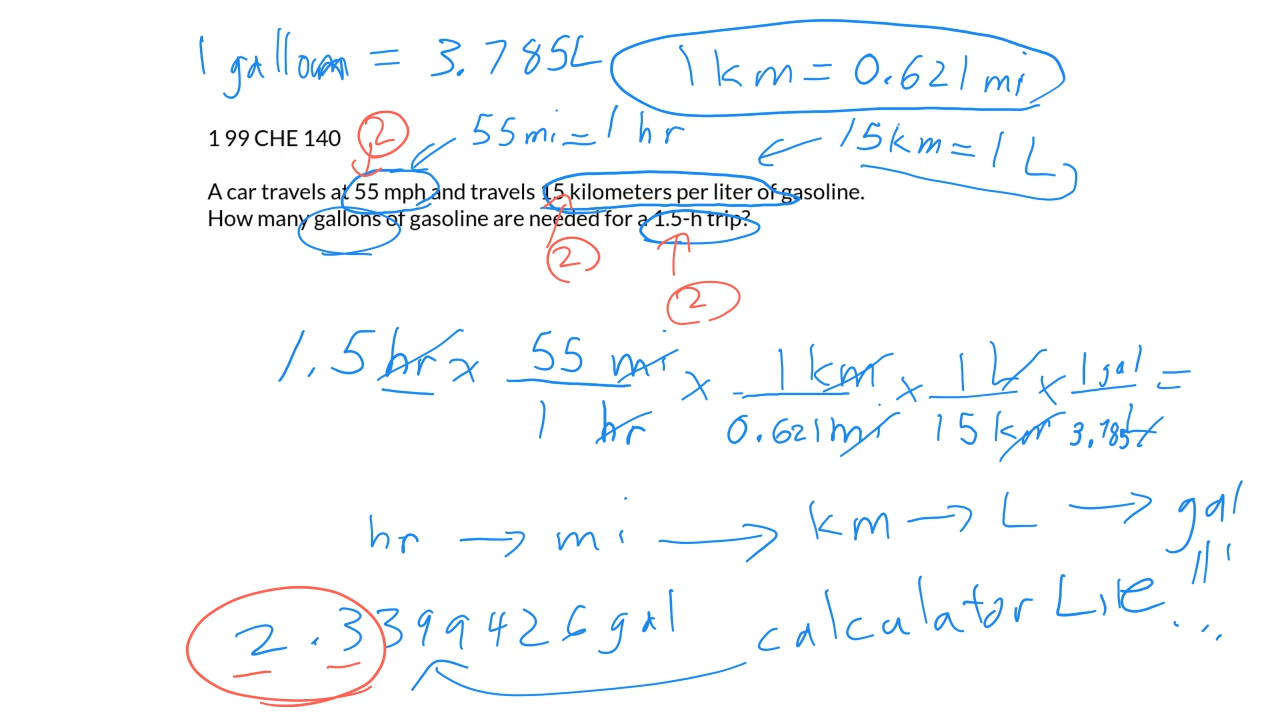 1 gallon = 3.785L 1 km = 0.621 mi
1 99 CHE 140 2 55 mi = 1 hr 15 km = 1 L
A car travels at 55 mph and travels 15 kilometers per liter of gasoline.
How many gallons of gasoline are needed for a 1.5-h trip?
2
2
1.5 hr x 55 mi x 1 km x 1 L x 1 gal =
1 hr 0.621 mi 15 km 3.785L
hr → mi → km → L → gal
2.3399426 gal calculator Lie...